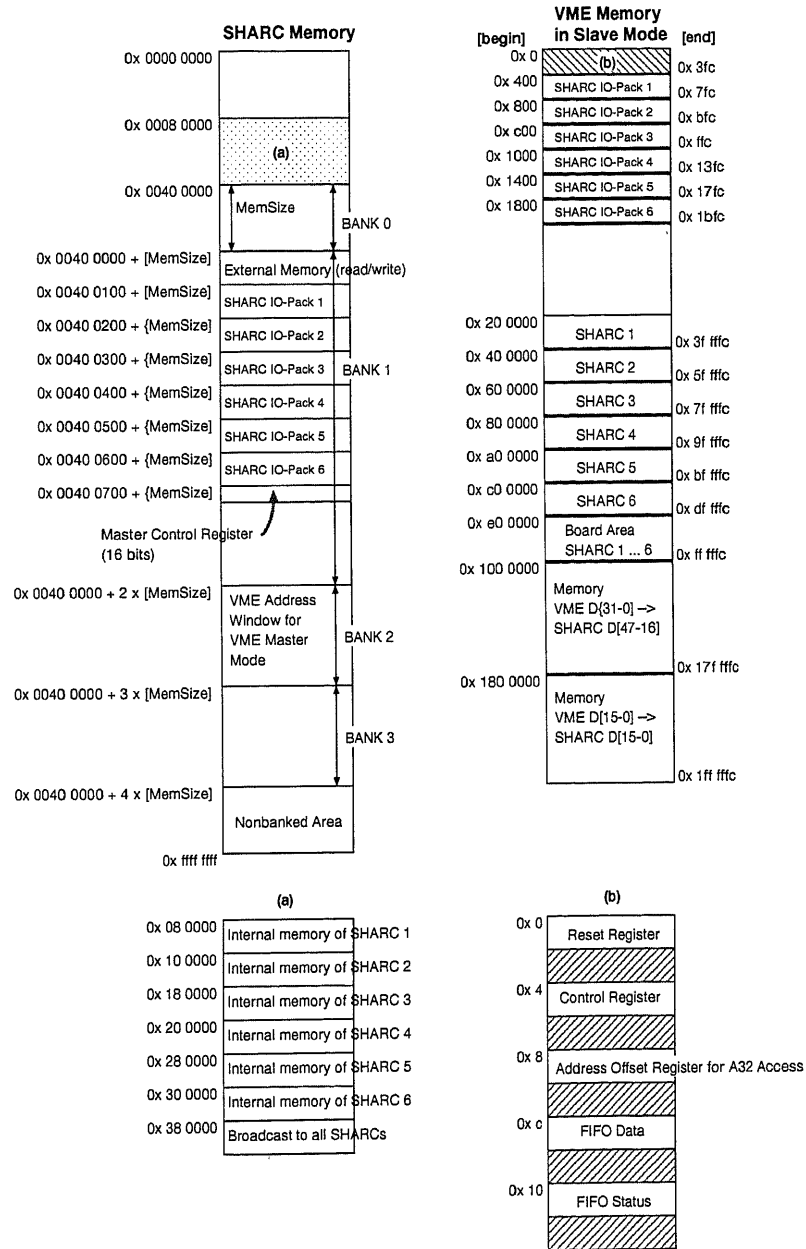 SHARC Memory
0x 0000 0000
0x 0008 0000
(a)
0x 0040 0000
MemSize
BANK 0
0x 0040 0000 + [MemSize]
External Memory (read/write)
0x 0040 0100 + [MemSize]
SHARC IO-Pack 1
0x 0040 0200 + {MemSize]
SHARC IO-Pack 2
0x 0040 0300 + {MemSize]
SHARC IO-Pack 3
BANK 1
0x 0040 0400 + {MemSize]
SHARC IO-Pack 4
0x 0040 0500 + {MemSize]
SHARC IO-Pack 5
0x 0040 0600 + {MemSize]
SHARC IO-Pack 6
0x 0040 0700 + {MemSize]
Master Control Register
(16 bits)
0x 0040 0000 + 2 x [MemSize]
VME Address
Window for
VME Master
Mode
BANK 2
0x 0040 0000 + 3 x [MemSize]
BANK 3
0x 0040 0000 + 4 x [MemSize]
Nonbanked Area
0x ffff ffff
VME Memory
in Slave Mode
[begin]
[end]
0x 0
(b)
0x 3fc
0x 400
SHARC IO-Pack 1
0x 7fc
0x 800
SHARC IO-Pack 2
0x bfc
0x c00
SHARC IO-Pack 3
0x ffc
0x 1000
SHARC IO-Pack 4
0x 13fc
0x 1400
SHARC IO-Pack 5
0x 17fc
0x 1800
SHARC IO-Pack 6
0x 1bfc
0x 20 0000
SHARC 1
0x 3f fffc
0x 40 0000
SHARC 2
0x 5f fffc
0x 60 0000
SHARC 3
0x 7f fffc
0x 80 0000
SHARC 4
0x 9f fffc
0x a0 0000
SHARC 5
0x bf fffc
0x c0 0000
SHARC 6
0x df fffc
0x e0 0000
Board Area
SHARC 1 ... 6
0x ff fffc
0x 100 0000
Memory
VME D{31-0] –>
SHARC D[47-16]
0x 17f fffc
0x 180 0000
Memory
VME D[15-0] –>
SHARC D[15-0]
0x 1ff fffc
(a)
0x 08 0000
Internal memory of SHARC 1
0x 10 0000
Internal memory of SHARC 2
0x 18 0000
Internal memory of SHARC 3
0x 20 0000
Internal memory of SHARC 4
0x 28 0000
Internal memory of SHARC 5
0x 30 0000
Internal memory of SHARC 6
0x 38 0000
Broadcast to all SHARCs
(b)
0x 0
Reset Register
0x 4
Control Register
0x 8
Address Offset Register for A32 Access
0x c
FIFO Data
0x 10
FIFO Status